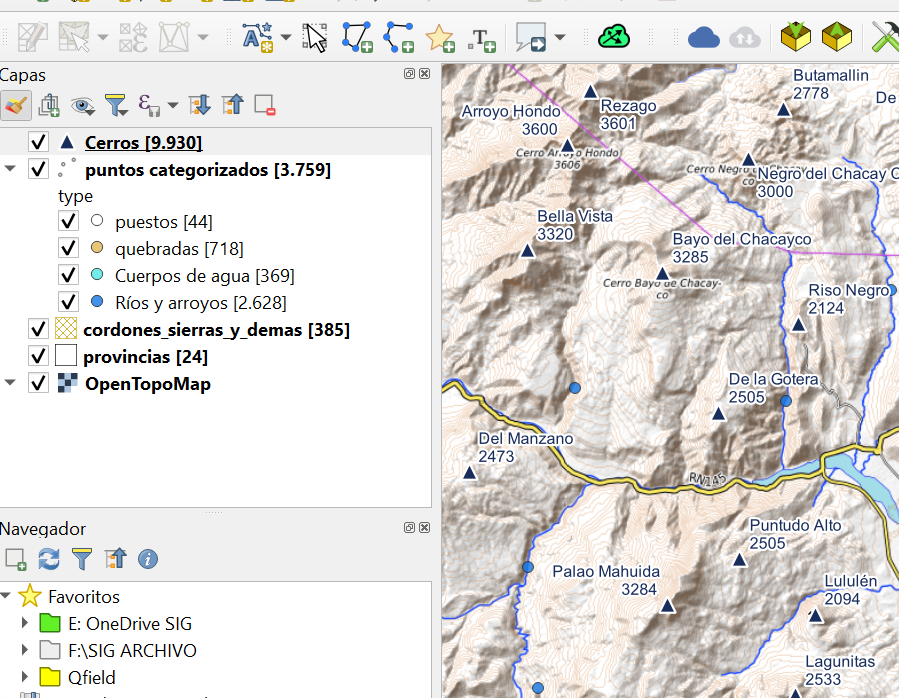 Capas
Cerros [9.930]
puntos categorizados [3.759]
type
puestos [44]
quebradas [718]
Cuerpos de agua [369]
Ríos y arroyos [2.628]
cordones_sierras_y_demas [385]
provincias [24]
OpenTopoMap
Navegador
Favoritos
E: OneDrive SIG
F:\SIG ARCHIVO
Qfield
Butamallin
2778
De
Arroyo Hondo
3600
Rezago
3601
Cerro Arroyo Hondo
3606
Cerro Negro de Chacay-
co
Negro del Chacay C
3000
Bella Vista
3320
Bayo del Chacayco
3285
Cerro Bayo de Chacay-
co
Riso Negro
2124
De la Gotera
2505
Del Manzano
2473
RN145
Puntudo Alto
2505
Palao Mahuida
3284
Lululén
2094
Lagunitas
2533